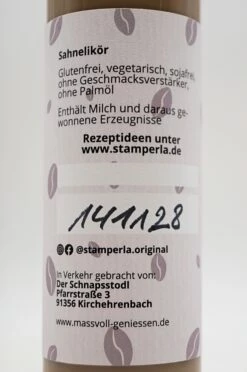 Sahnelikör
Glutenfrei, vegetarisch, sojafrei,
ohne Geschmacksverstärker,
ohne Palmöl
Enthält Milch und daraus ge-
wonnene Erzeugnisse
Rezeptideen unter
www.stamperla.de
141128
@stamperla.original
In Verkehr gebracht von:
Der Schnapsstodl
Pfarrstraße 3
91356 Kirchehrenbach
www.massvoll-geniessen.de